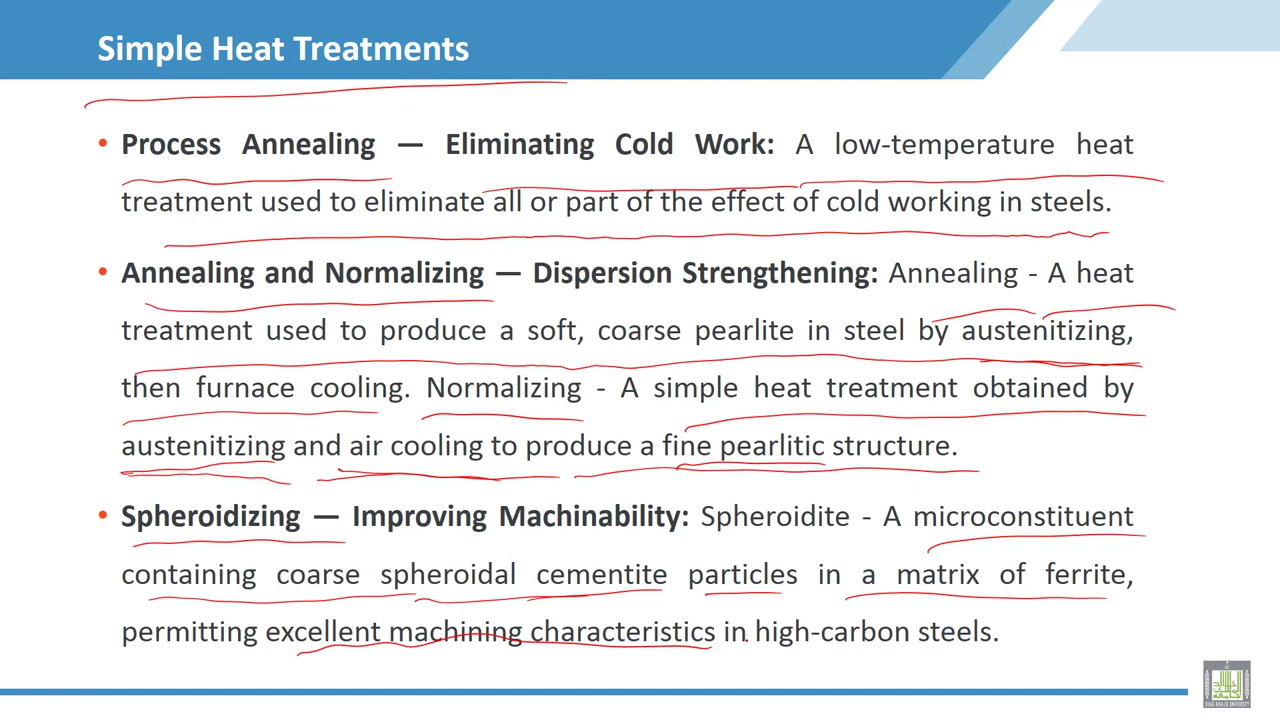 Simple Heat Treatments
• Process Annealing — Eliminating Cold Work: A low-temperature heat
treatment used to eliminate all or part of the effect of cold working in steels.
• Annealing and Normalizing — Dispersion Strengthening: Annealing - A heat
treatment used to produce a soft, coarse pearlite in steel by austenitizing,
then furnace cooling. Normalizing - A simple heat treatment obtained by
austenitizing and air cooling to produce a fine pearlitic structure.
• Spheroidizing — Improving Machinability: Spheroidite - A microconstituent
containing coarse spheroidal cementite particles in a matrix of ferrite,
permitting excellent machining characteristics in high-carbon steels.
KING KHALID UNIVERSITY